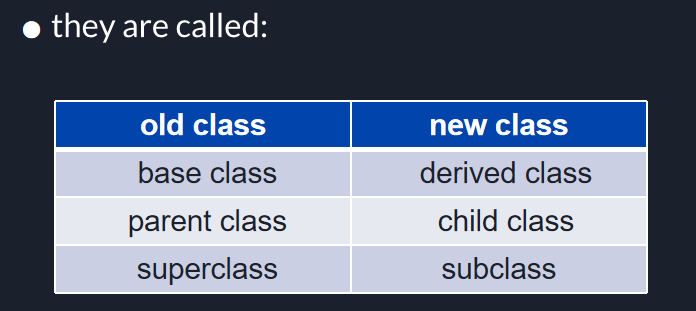 they are called:
old class new class
base class derived class
parent class child class
superclass subclass